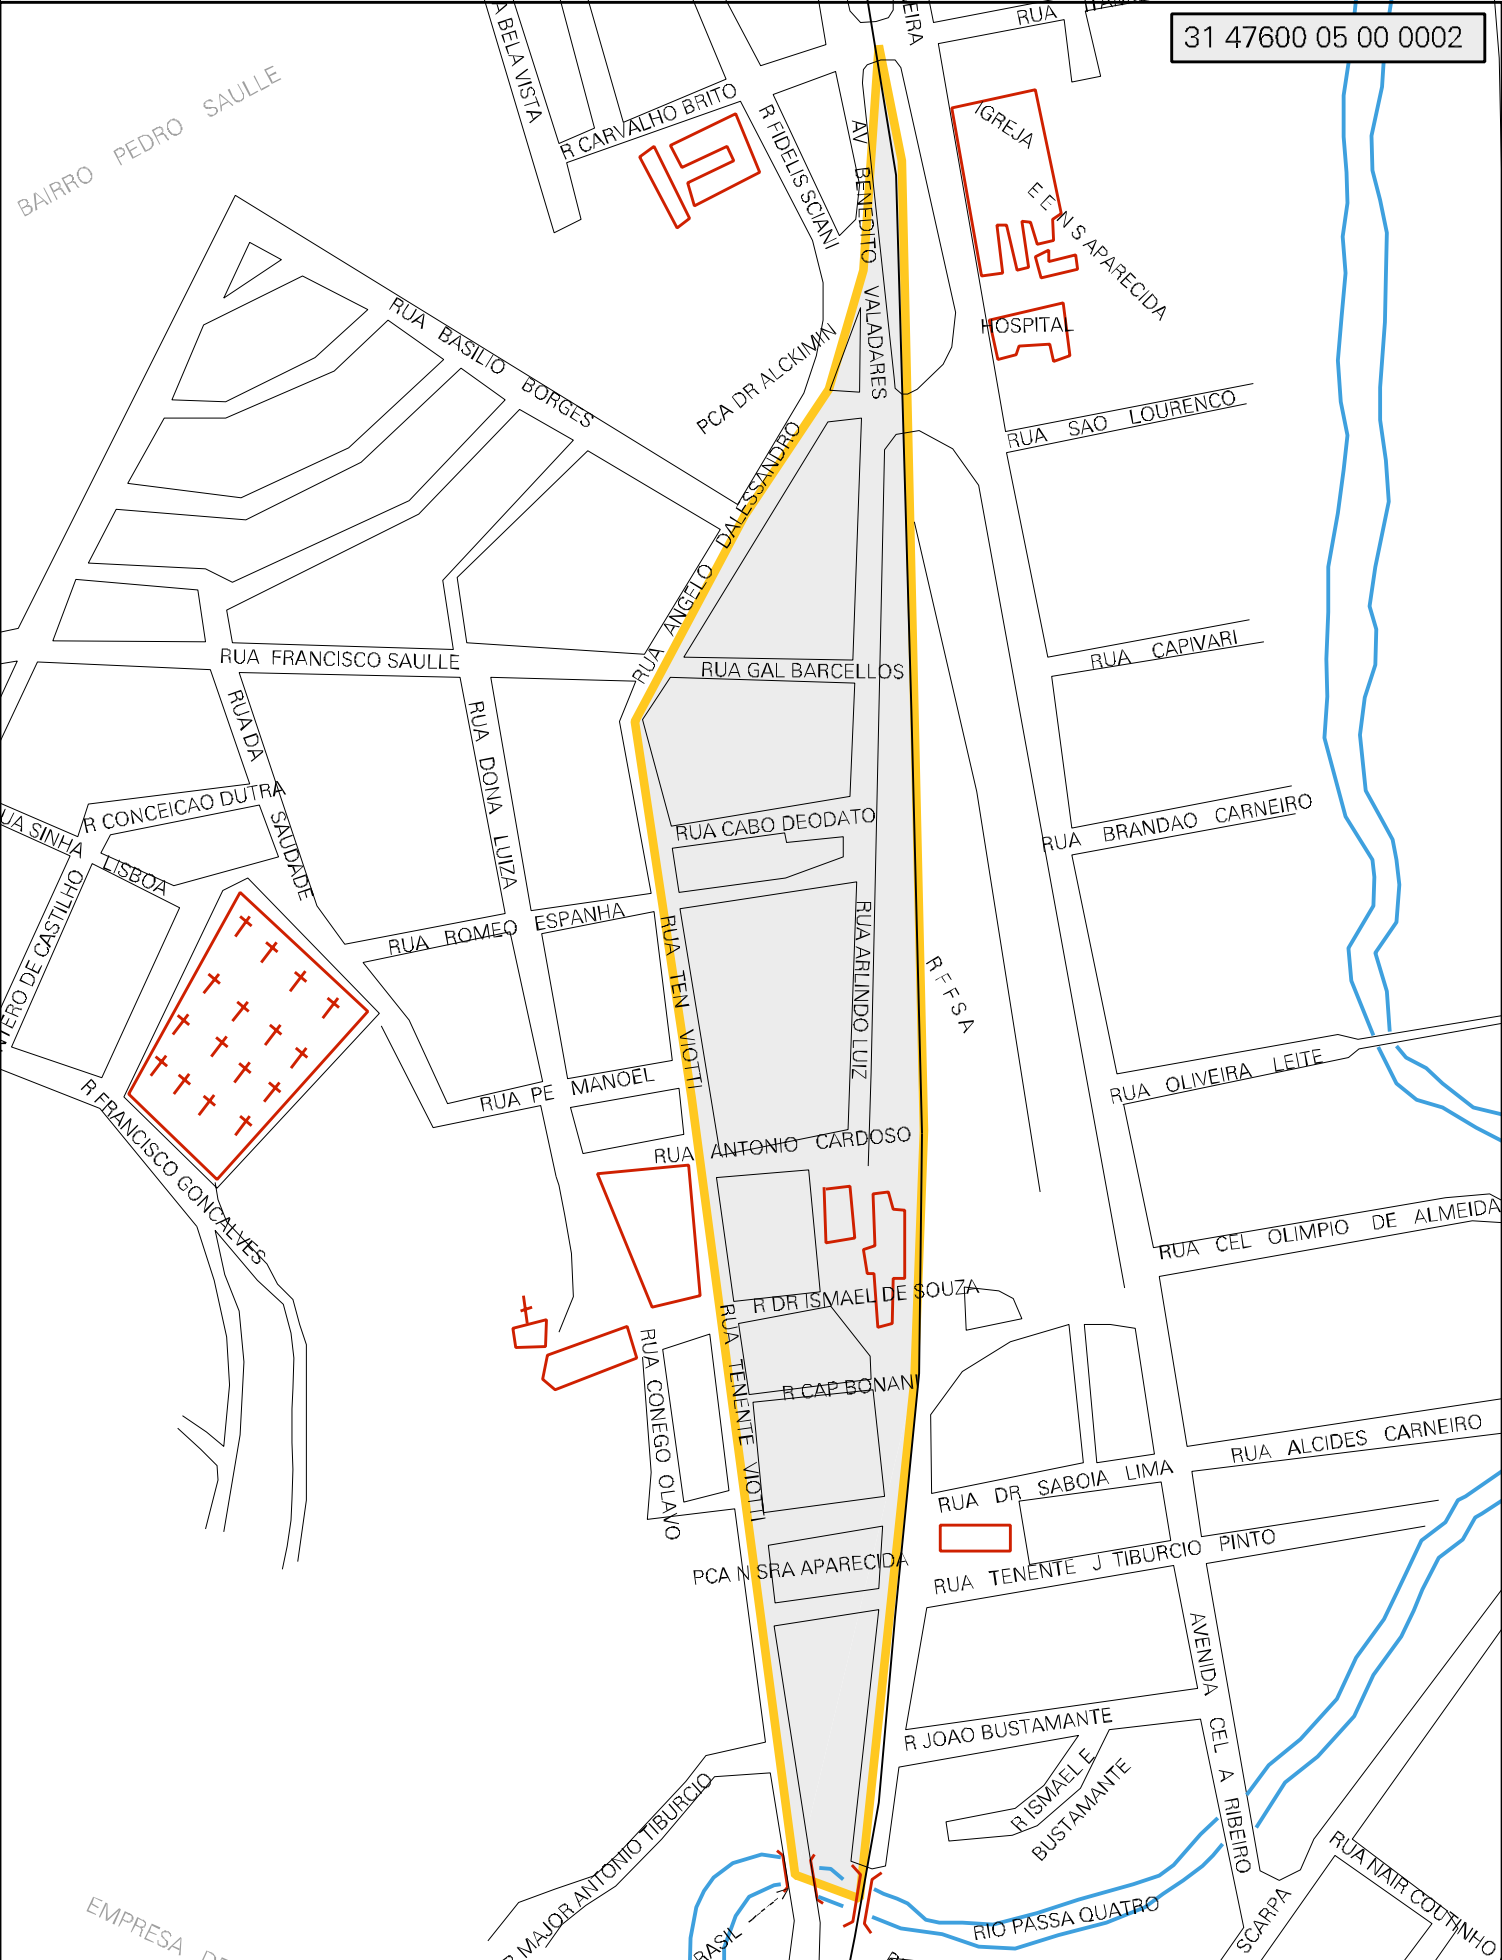 31 47600 05 00 0002
RUA
BAIRRO PEDRO SAULLE
A BELA VISTA
R CARVALHO BRITO
R FIDELIS SCIANI
AV BENEDITO VALADARES
IGREJA
E E N S APARECIDA
HOSPITAL
RUA BASILIO BORGES
PCA DR ALCKIMIN
RUA SAO LOURENCO
RUA ANGELO DALESSANDRO
RUA FRANCISCO SAULLE
RUA GAL BARCELLOS
RUA CAPIVARI
RUA DA SAUDADE
RUA DONA LUIZA
R CONCEICAO DUTRA
UA SINHA LISBOA
RUA CABO DEODATO
RUA BRANDAO CARNEIRO
NTERO DE CASTILHO
RUA ROMEO ESPANHA
RUA TEN VIOTTI
RUA ARLINDO LUIZ
R F F S A
RUA OLIVEIRA LEITE
RUA PE MANOEL
R FRANCISCO GONCALVES
RUA ANTONIO CARDOSO
RUA CEL OLIMPIO DE ALMEIDA
R DR ISMAEL DE SOUZA
RUA TENENTE VIOTTI
RUA CONEGO OLAVO
R CAP BONANI
RUA ALCIDES CARNEIRO
RUA DR SABOIA LIMA
PCA N SRA APARECIDA
RUA TENENTE J TIBURCIO PINTO
AVENIDA CEL A RIBEIRO
R JOAO BUSTAMANTE
R ISMAEL E
BUSTAMANTE
R MAJOR ANTONIO TIBURCIO
RUA NAIR COUTINHO
SCARPA
RIO PASSA QUATRO
RASIL
EMPRESA